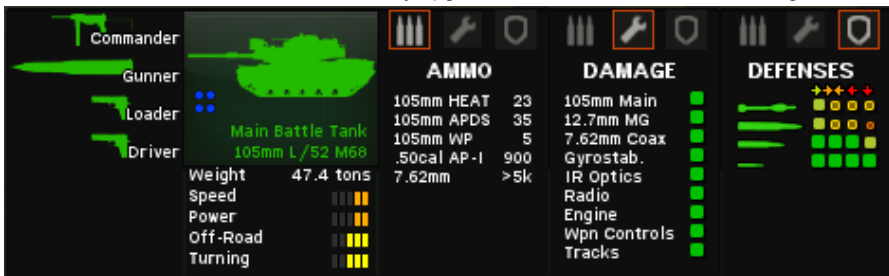 Commander
Gunner
Loader
Driver
Main Battle Tank
105mm L/52 M68
Weight 47.4 tons
Speed
Power
Off-Road
Turning
AMMO
105mm HEAT 23
105mm APDS 35
105mm WP 5
.50cal AP-I 900
7.62mm >5k
DAMAGE
105mm Main
12.7mm MG
7.62mm Coax
Gyrostab.
IR Optics
Radio
Engine
Wpn Controls
Tracks
DEFENSES